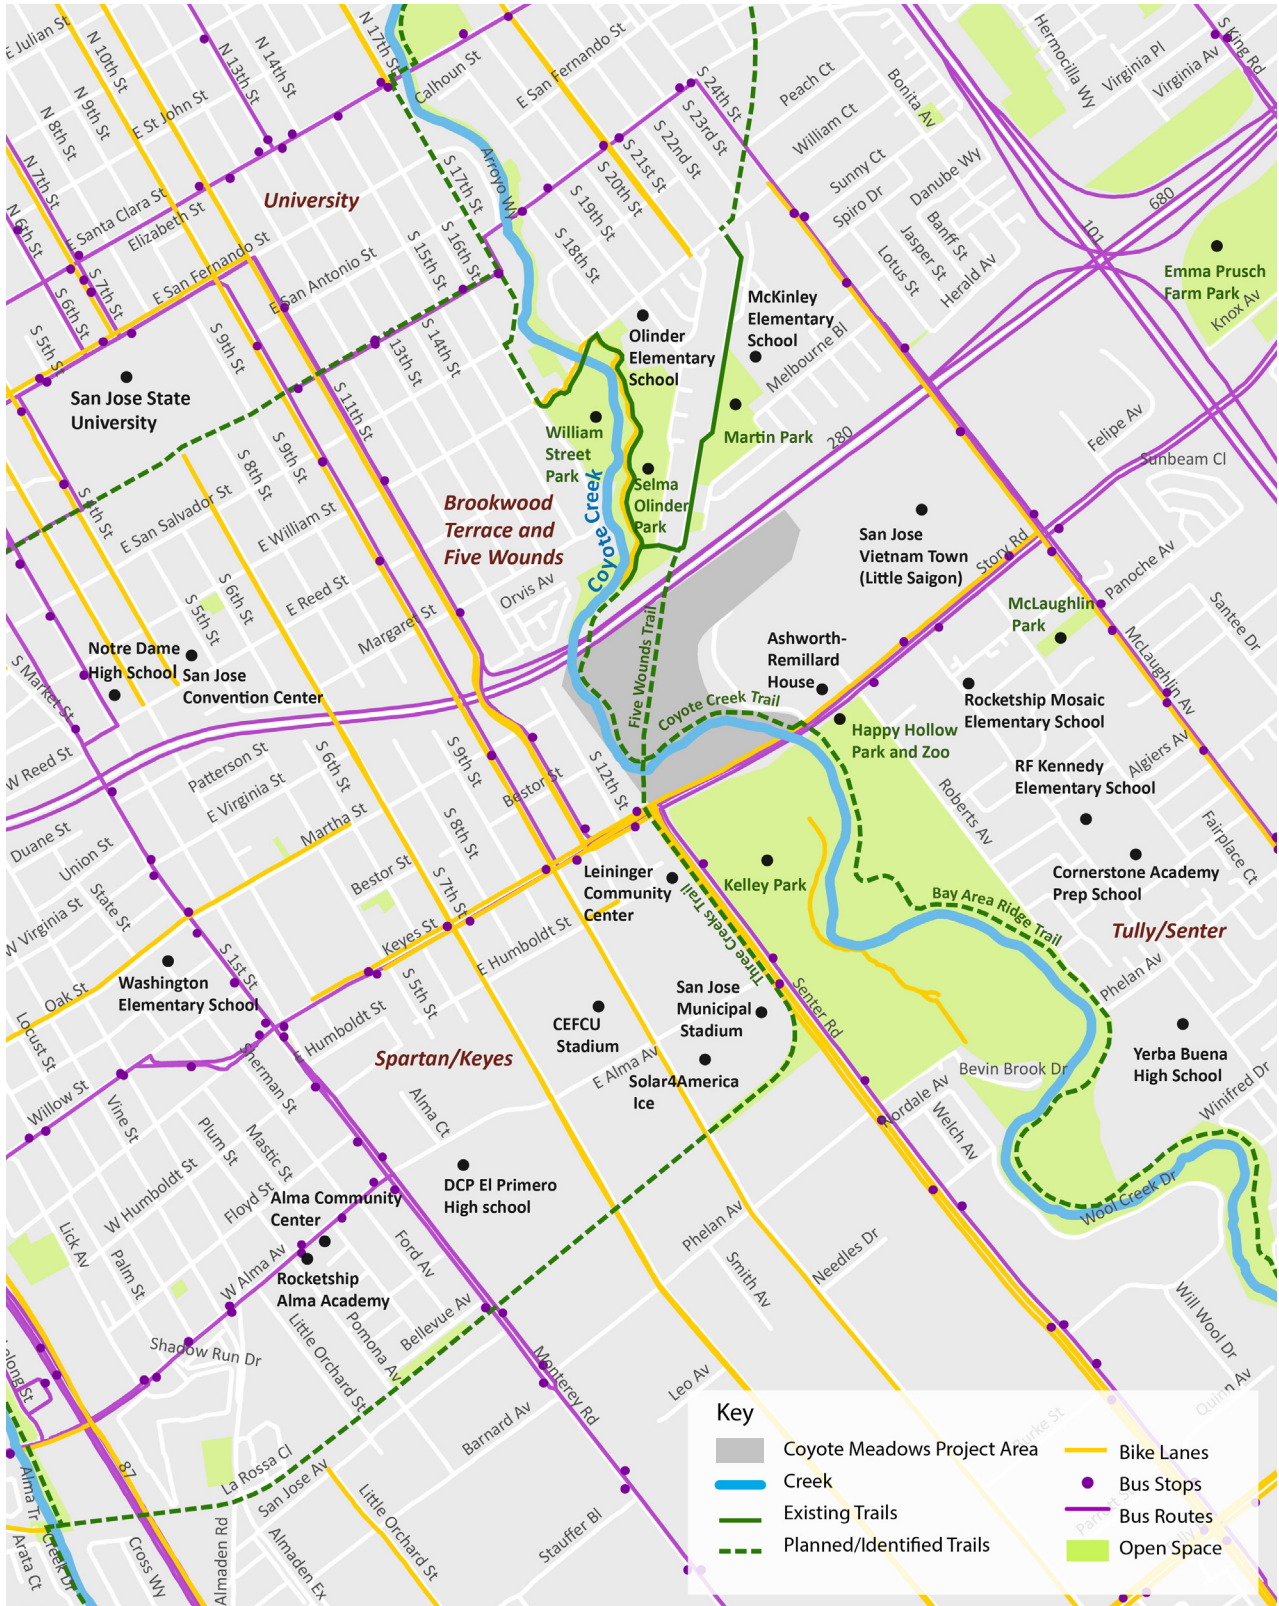 E Julian St
N 10th St
N 9th St
N 8th St
N 7th St
N 6th St
N 13th St
N 14th St
N 17th St
E St John St
Calhoun St
E San Fernando St
S 24th St
S 23rd St
S 22nd St
S 21st St
S 20th St
S 19th St
S 18th St
S 17th St
S 16th St
S 15th St
Arroyo Wy
Peach Ct
William Ct
Bonita Av
Sunny Ct
Spiro Dr
Danube Wy
Banff St
Jasper St
Lotus St
Herald Av
Hermocilla Wy
Virginia Pl
Virginia Av
S King Rd
680
101
Emma Prusch
Farm Park
Knox Av
University
E Santa Clara St
Elizabeth St
E San Fernando St
E San Antonio St
S 7th St
S 6th St
S 5th St
S 9th St
S 14th St
13th St
S 11th St
San Jose State
University
McKinley
Elementary
School
Olinder
Elementary
School
Melbourne Bl
Martin Park
280
William
Street
Park
Selma
Olinder
Park
Coyote Creek
Felipe Av
Sunbeam Cl
Brookwood
Terrace and
Five Wounds
S 9th St
S 8th St
S 4th St
E San Salvador St
E William St
E Reed St
S 6th St
S 5th St
Margaret St
Orvis Av
San Jose
Vietnam Town
(Little Saigon)
Story Rd
McLaughlin
Park
Panoche Av
Santee Dr
McLaughlin Av
Notre Dame
High School
San Jose
Convention Center
S Market St
Ashworth-
Remillard
House
Five Wounds Trail
Coyote Creek Trail
Rocketship Mosaic
Elementary School
Happy Hollow
Park and Zoo
Algiers Av
RF Kennedy
Elementary School
Fairplace Ct
W Reed St
Patterson St
E Virginia St
Martha St
S 6th St
S 9th St
S 8th St
S 7th St
S 12th St
Bestor St
Bestor St
Duane St
Union St
State St
W Virginia St
Roberts Av
Kelley Park
Leininger
Community
Center
Cornerstone Academy
Prep School
Bay Area Ridge Trail
Three Creeks Trail
Tully/Senter
Phelan Av
Keyes St
E Humboldt St
S 1st St
S 5th St
Washington
Elementary School
Oak St
San Jose
Municipal
Stadium
Senter Rd
CEFCU
Stadium
E Alma Av
Solar4America
Ice
Yerba Buena
High School
Bevin Brook Dr
Winifred Dr
Locust St
Willow St
E Humboldt St
Sherman St
Spartan/Keyes
Alma Ct
Nordale Av
Welch Av
Vine St
Plum St
Mastic St
W Humboldt St
Floyd St
Wool Creek Dr
DCP El Primero
High school
Alma Community
Center
Rocketship
Alma Academy
Lick Av
Palm St
W Alma Av
Ford Av
Phelan Av
Smith Av
Needles Dr
Will Wool Dr
Shadow Run Dr
Little Orchard St
Pomona Av
Bellevue Av
Monterey Rd
Leo Av
Quinn Av
Burke St
Barnard Av
La Rossa Cl
San Jose Av
87
Little Orchard St
Stauffer Bl
Almaden Rd
Almaden Ex
Cross Wy
Alma Tr
Creek Dr
Arata Ct
Key
Coyote Meadows Project Area
Creek
Existing Trails
Planned/Identified Trails
Bike Lanes
Bus Stops
Bus Routes
Open Space